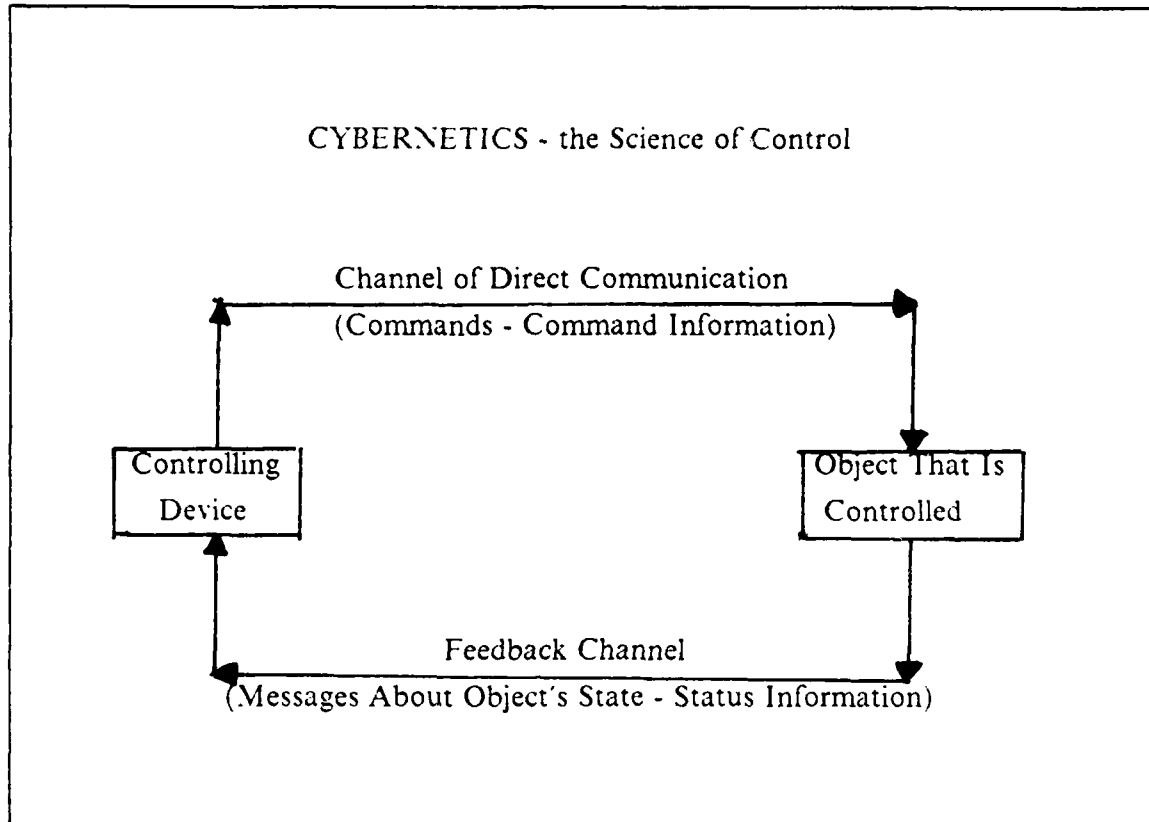 CYBERNETICS - the Science of Control
Channel of Direct Communication
(Commands - Command Information)
Controlling
Device
Object That Is
Controlled
Feedback Channel
(Messages About Object's State - Status Information)